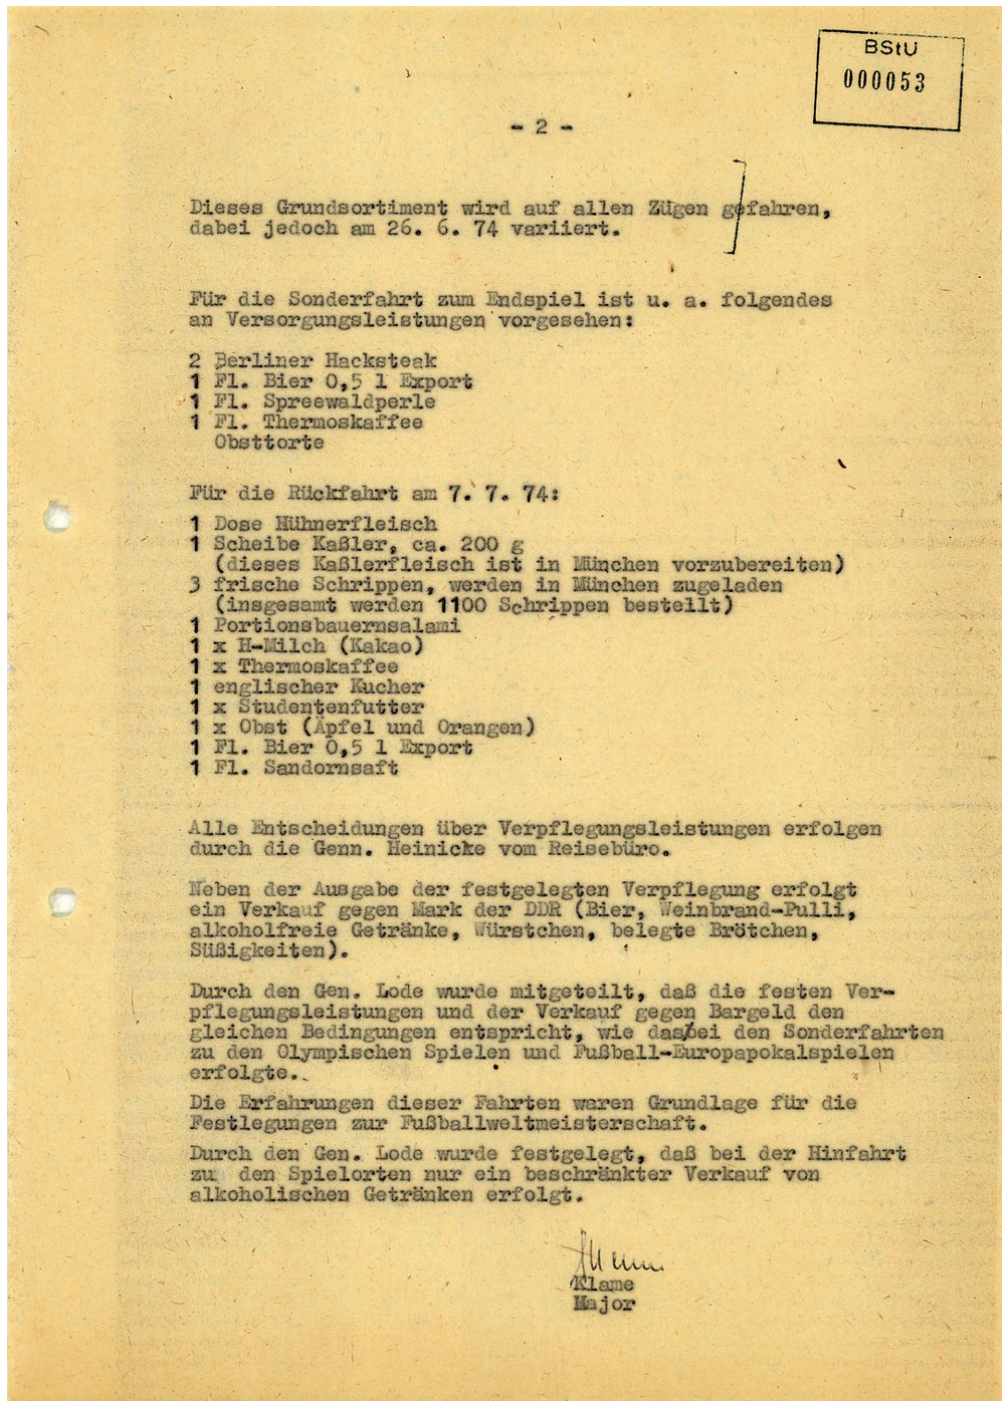 BStU
000053
- 2 -
Dieses Grundsortiment wird auf allen Zügen gefahren,
dabei jedoch am 26. 6. 74 variiert.
Für die Sonderfahrt zum Endspiel ist u. a. folgendes
an Versorgungsleistungen vorgesehen:
2 Berliner Hacksteak
1 Fl. Bier 0,5 l Export
1 Fl. Spreewaldperle
1 Fl. Thermoskaffee
Obsttorte
Für die Rückfahrt am 7. 7. 74:
1 Dose Hühnerfleisch
1 Scheibe Kaßler, ca. 200 g
(dieses Kaßlerfleisch ist in München vorzubereiten)
3 frische Schrippen, werden in München zugeladen
(insgesamt werden 1100 Schrippen bestellt)
1 Portionsbauernsalami
1 x H-Milch (Kakao)
1 x Thermoskaffee
1 englischer Kucher
1 x Studentenfutter
1 x Obst (Äpfel und Orangen)
1 Fl. Bier 0,5 l Export
1 Fl. Sandornsaft
Alle Entscheidungen über Verpflegungsleistungen erfolgen
durch die Genn. Heinicke vom Reisebüro.
Neben der Ausgabe der festgelegten Verpflegung erfolgt
ein Verkauf gegen Mark der DDR (Bier, Weinbrand-Pulli,
alkoholfreie Getränke, Würstchen, belegte Brötchen,
Süßigkeiten).
Durch den Gen. Lode wurde mitgeteilt, daß die festen Ver-
pflegungsleistungen und der Verkauf gegen Bargeld den
gleichen Bedingungen entspricht, wie das bei den Sonderfahrten
zu den Olympischen Spielen und Fußball-Europapokalspielen
erfolgte.
Die Erfahrungen dieser Fahrten waren Grundlage für die
Festlegungen zur Fußballweltmeisterschaft.
Durch den Gen. Lode wurde festgelegt, daß bei der Hinfahrt
zu den Spielorten nur ein beschränkter Verkauf von
alkoholischen Getränken erfolgt.
Klame
Major